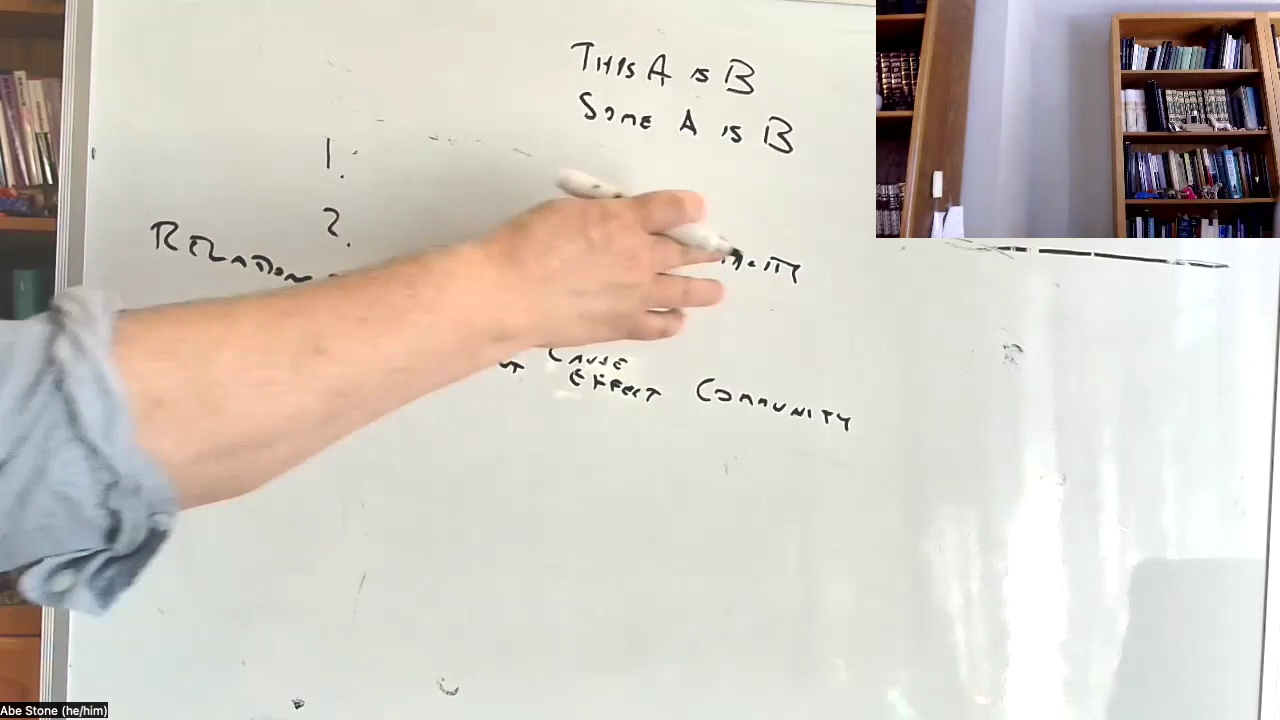 THIS A IS B
SOME A IS B
1.
2.
RELATION
CAUSE
EFFECT COMMUNITY
Abe Stone (he/him)